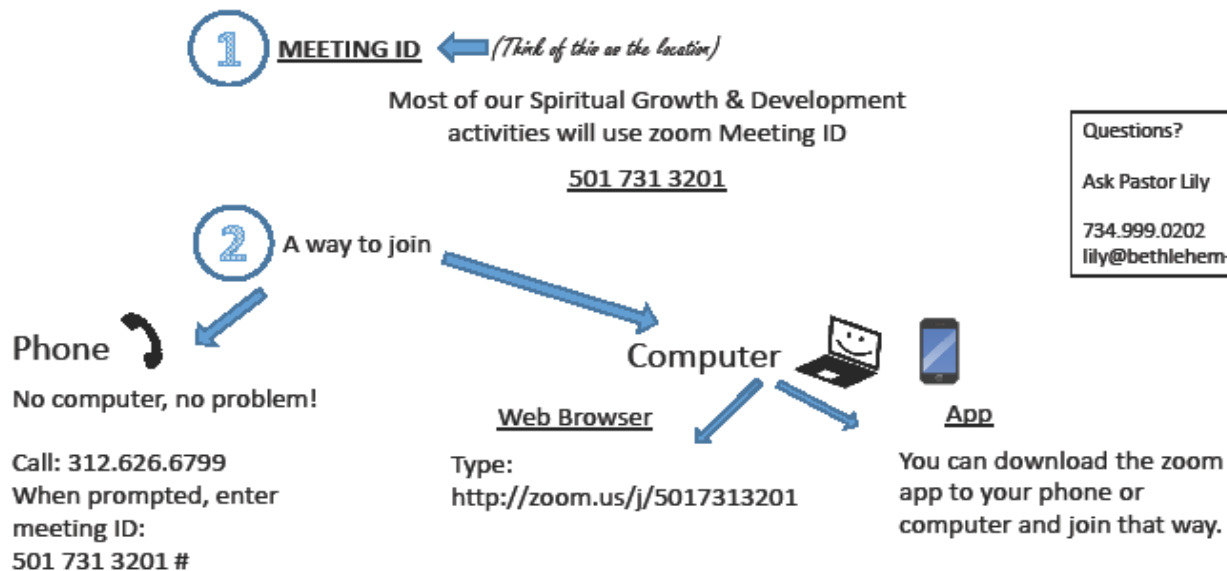 1 MEETING ID (Think of this as the location)
Most of our Spiritual Growth & Development
activities will use zoom Meeting ID
501 731 3201
Questions?
Ask Pastor Lily
734.999.0202
lily@bethlehem-
2 A way to join
Phone
No computer, no problem!
Call: 312.626.6799
When prompted, enter
meeting ID:
501 731 3201 #
Computer
Web Browser
Type:
http://zoom.us/j/5017313201
App
You can download the zoom
app to your phone or
computer and join that way.